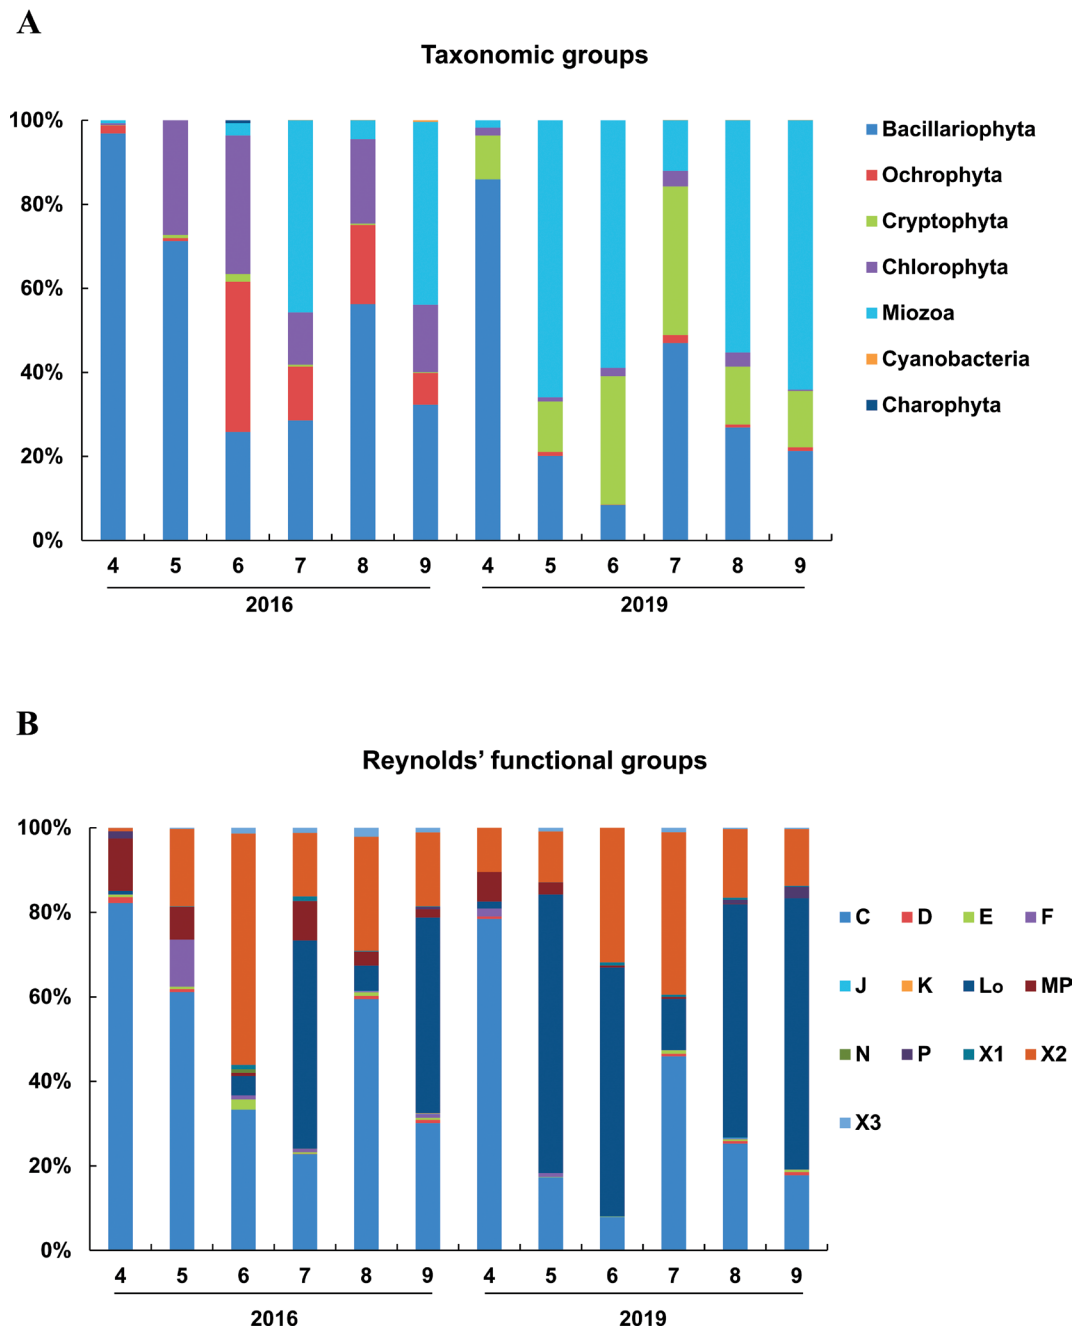 A
Taxonomic groups
100%
80%
60%
40%
20%
0%
4 5 6 7 8 9 4 5 6 7 8 9
2016 2019
Bacillariophyta
Ochrophyta
Cryptophyta
Chlorophyta
Miozoa
Cyanobacteria
Charophyta
B
Reynolds' functional groups
100%
80%
60%
40%
20%
0%
4 5 6 7 8 9 4 5 6 7 8 9
2016 2019
C D E F
J K Lo MP
N P X1 X2
X3